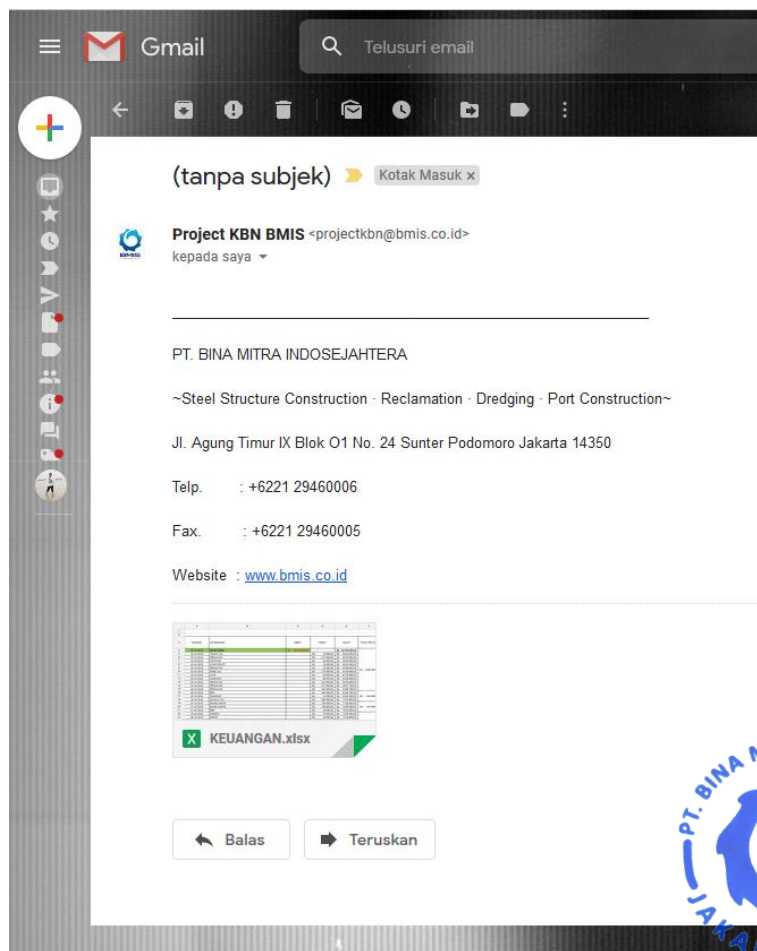 Gmail
Telusuri email
(tanpa subjek)
Kotak Masuk x
Project KBN BMIS <projectkbn@bmis.co.id>
kepada saya
PT. BINA MITRA INDOSEJAHTERA
~Steel Structure Construction · Reclamation · Dredging · Port Construction~
Jl. Agung Timur IX Blok O1 No. 24 Sunter Podomoro Jakarta 14350
Telp. : +6221 29460006
Fax. : +6221 29460005
Website : www.bmis.co.id
X KEUANGAN.xlsx
Balas
Teruskan
PT. BINA